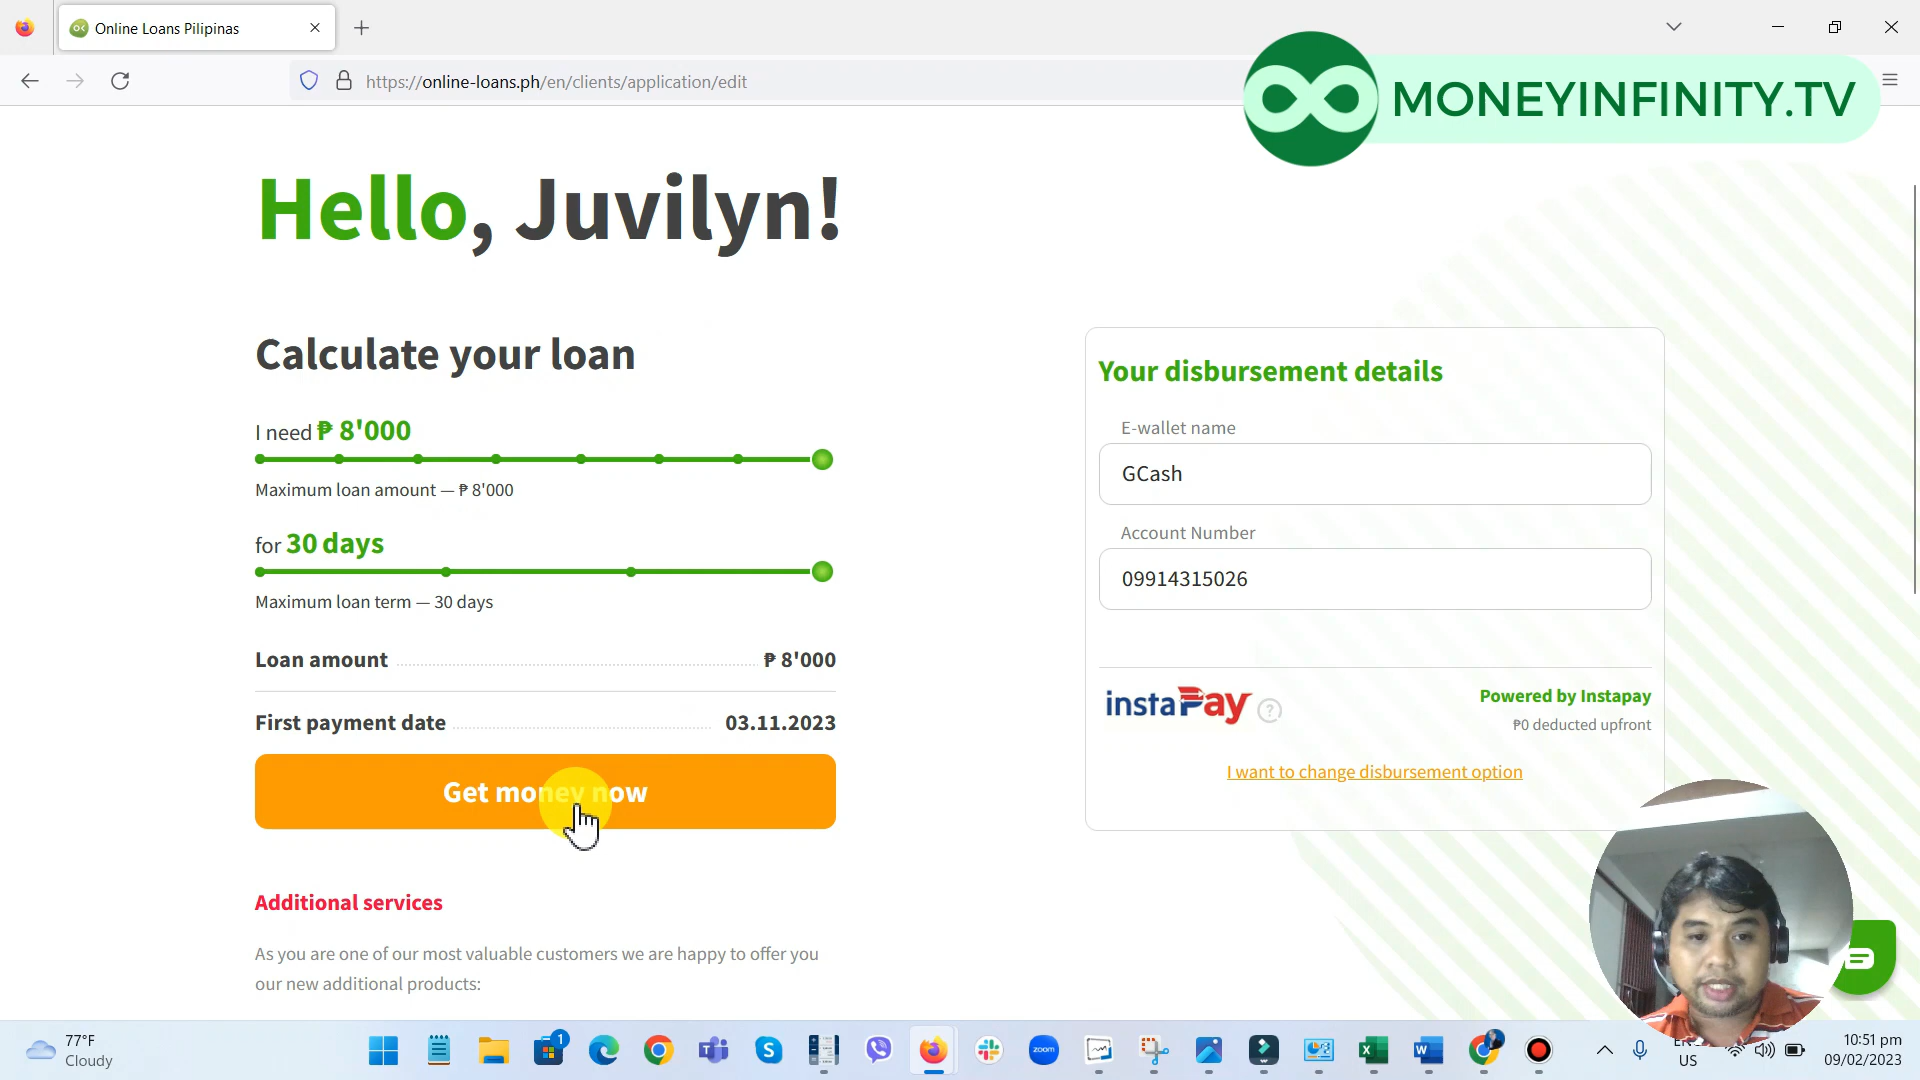 Online Loans Pilipinas
https://online-loans.ph/en/clients/application/edit
MONEYINFINITY.TV
Hello, Juvilyn!
Calculate your loan
I need ₱ 8'000
Maximum loan amount — ₱ 8'000
for 30 days
Maximum loan term — 30 days
Loan amount ₱ 8'000
First payment date 03.11.2023
Get money now
Additional services
As you are one of our most valuable customers we are happy to offer you
our new additional products:
Your disbursement details
E-wallet name
GCash
Account Number
09914315026
instaPay
Powered by Instapay
₱0 deducted upfront
I want to change disbursement option
77°F
Cloudy
1
zoom
US
10:51 pm
09/02/2023